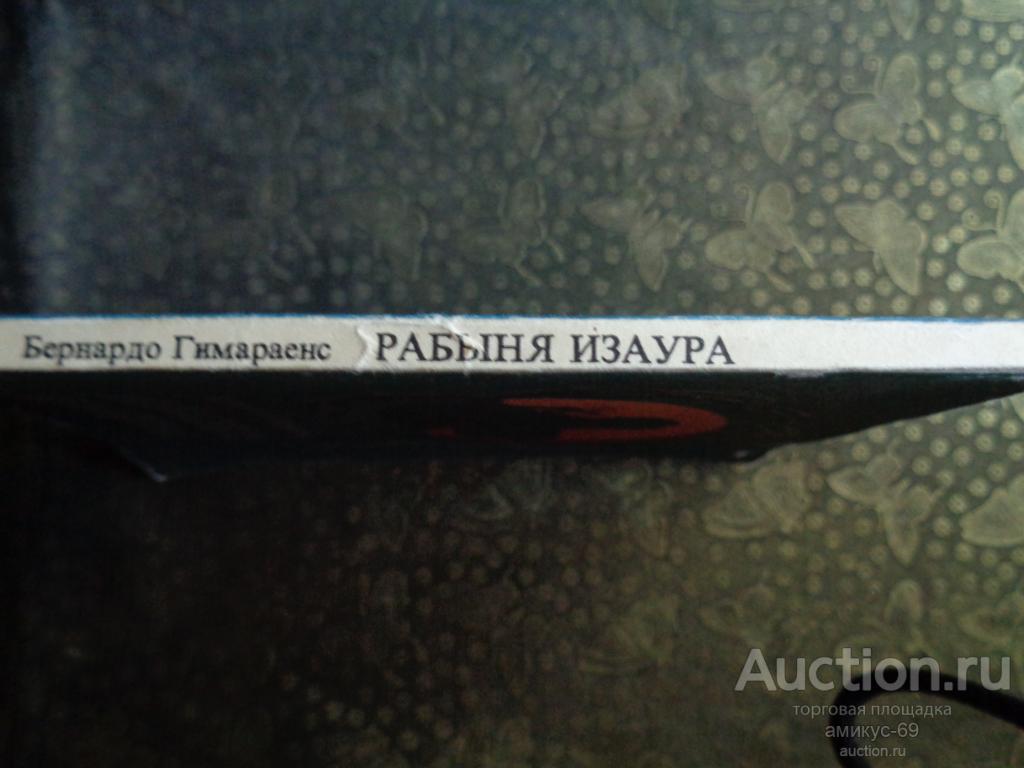 Бернардо Гимараенс РАБЫНЯ ИЗАУРА
Auction.ru
торговая площадка
амикус-69
auction.ru